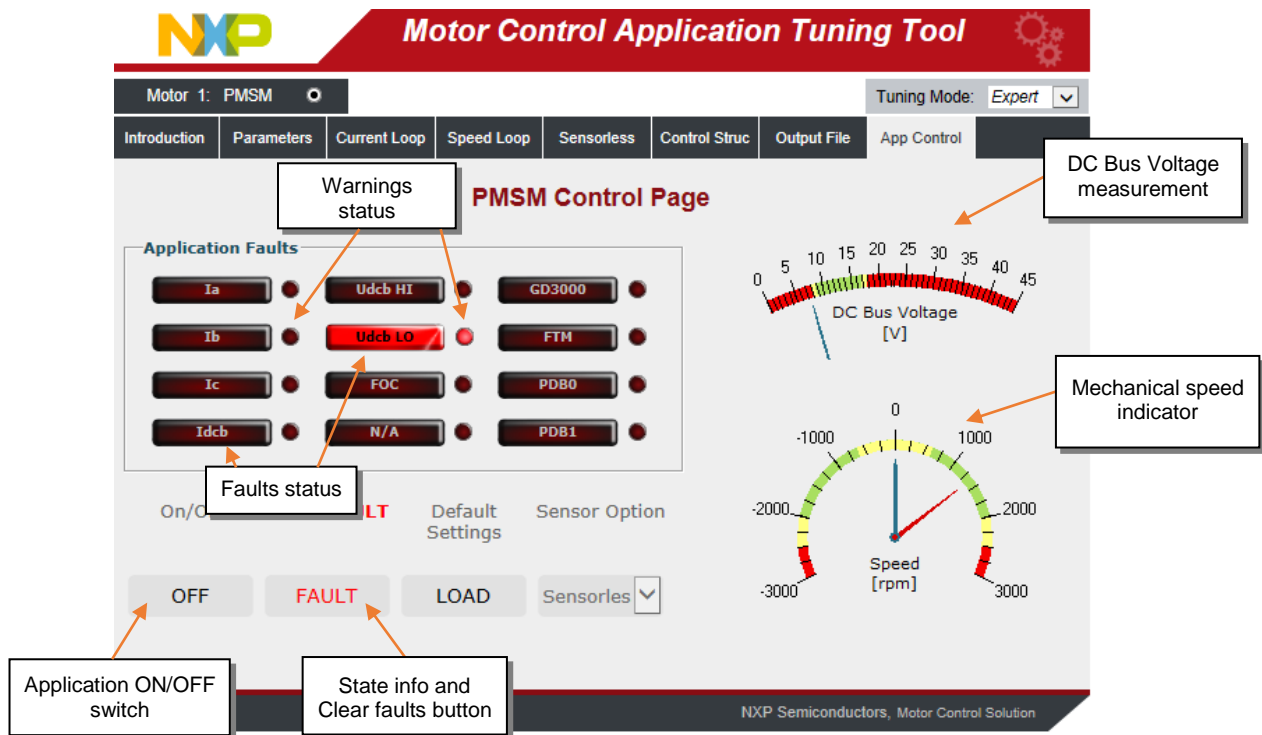 NXP
Motor Control Application Tuning Tool
Motor 1: PMSM
Tuning Mode: Expert
Introduction Parameters Current Loop Speed Loop Sensorless Control Struc Output File App Control
DC Bus Voltage
measurement
Warnings
status
PMSM Control Page
Application Faults
Ia Udcb HI GD3000
Ib Udcb LO FTM
Ic FOC PDB0
Idcb N/A PDB1
0 5 10 15 20 25 30 35 40 45
DC Bus Voltage
[V]
Mechanical speed
indicator
-3000 -2000 -1000 0 1000 2000 3000
Speed
[rpm]
Faults status
On/O LT Default
Settings Sensor Option
OFF FAULT LOAD Sensorles
Application ON/OFF
switch
State info and
Clear faults button
NXP Semiconductors, Motor Control Solution